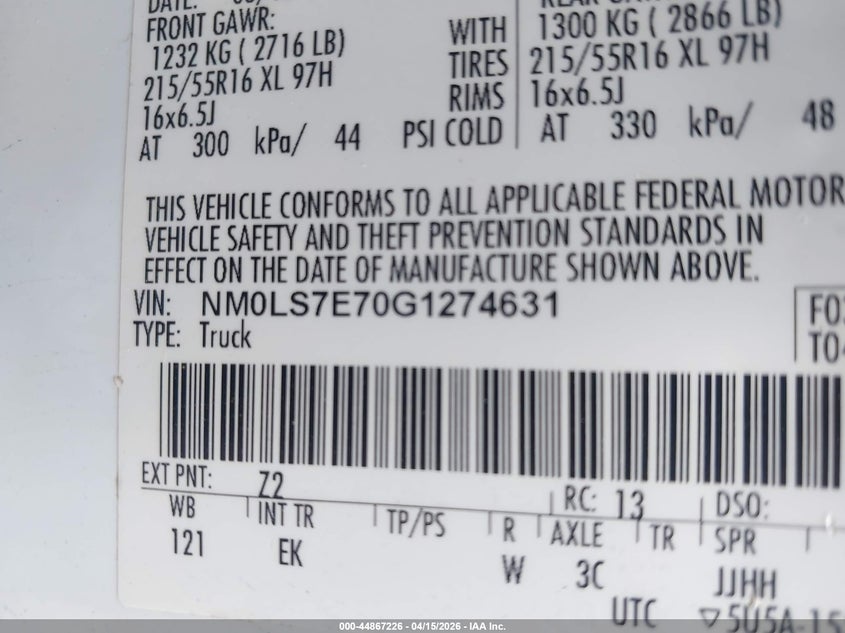 DATE:
FRONT GAWR:
1232 KG ( 2716 LB)
215/55R16 XL 97H
16x6.5J
AT 300 kPa/ 44 PSI COLD
WITH
TIRES
RIMS
1300 KG ( 2866 LB)
215/55R16 XL 97H
16x6.5J
AT 330 kPa/ 48
THIS VEHICLE CONFORMS TO ALL APPLICABLE FEDERAL MOTOR
VEHICLE SAFETY AND THEFT PREVENTION STANDARDS IN
EFFECT ON THE DATE OF MANUFACTURE SHOWN ABOVE.
VIN: NM0LS7E70G1274631
TYPE: Truck
EXT PNT: Z2 RC: 13 DSO:
WB INT TR TP/PS R AXLE TR SPR
121 EK W 3C JJHH
UTC ▽5U5A-15
000-44867226 - 04/15/2026 - IAA Inc.